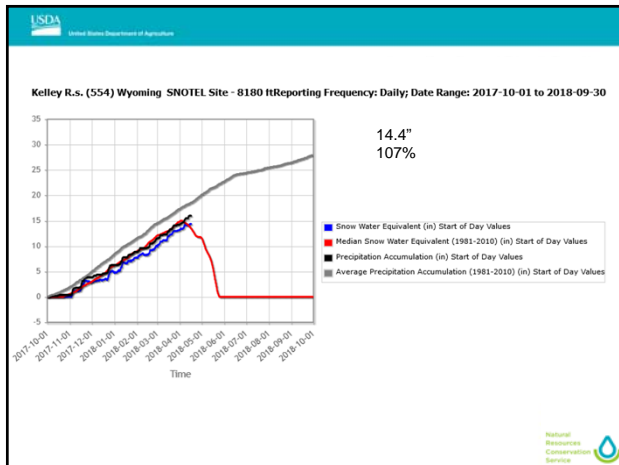 USDA
United States Department of Agriculture
Kelley R.s. (554) Wyoming SNOTEL Site - 8180 ftReporting Frequency: Daily; Date Range: 2017-10-01 to 2018-09-30
14.4”
107%
35
30
25
20
15
10
5
0
-5
2017-10-01
2017-11-01
2017-12-01
2018-01-01
2018-02-01
2018-03-01
2018-04-01
2018-05-01
2018-06-01
2018-07-01
2018-08-01
2018-09-01
2018-10-01
Time
Snow Water Equivalent (in) Start of Day Values
Median Snow Water Equivalent (1981-2010) (in) Start of Day Values
Precipitation Accumulation (in) Start of Day Values
Average Precipitation Accumulation (1981-2010) (in) Start of Day Values
Natural
Resources
Conservation
Service